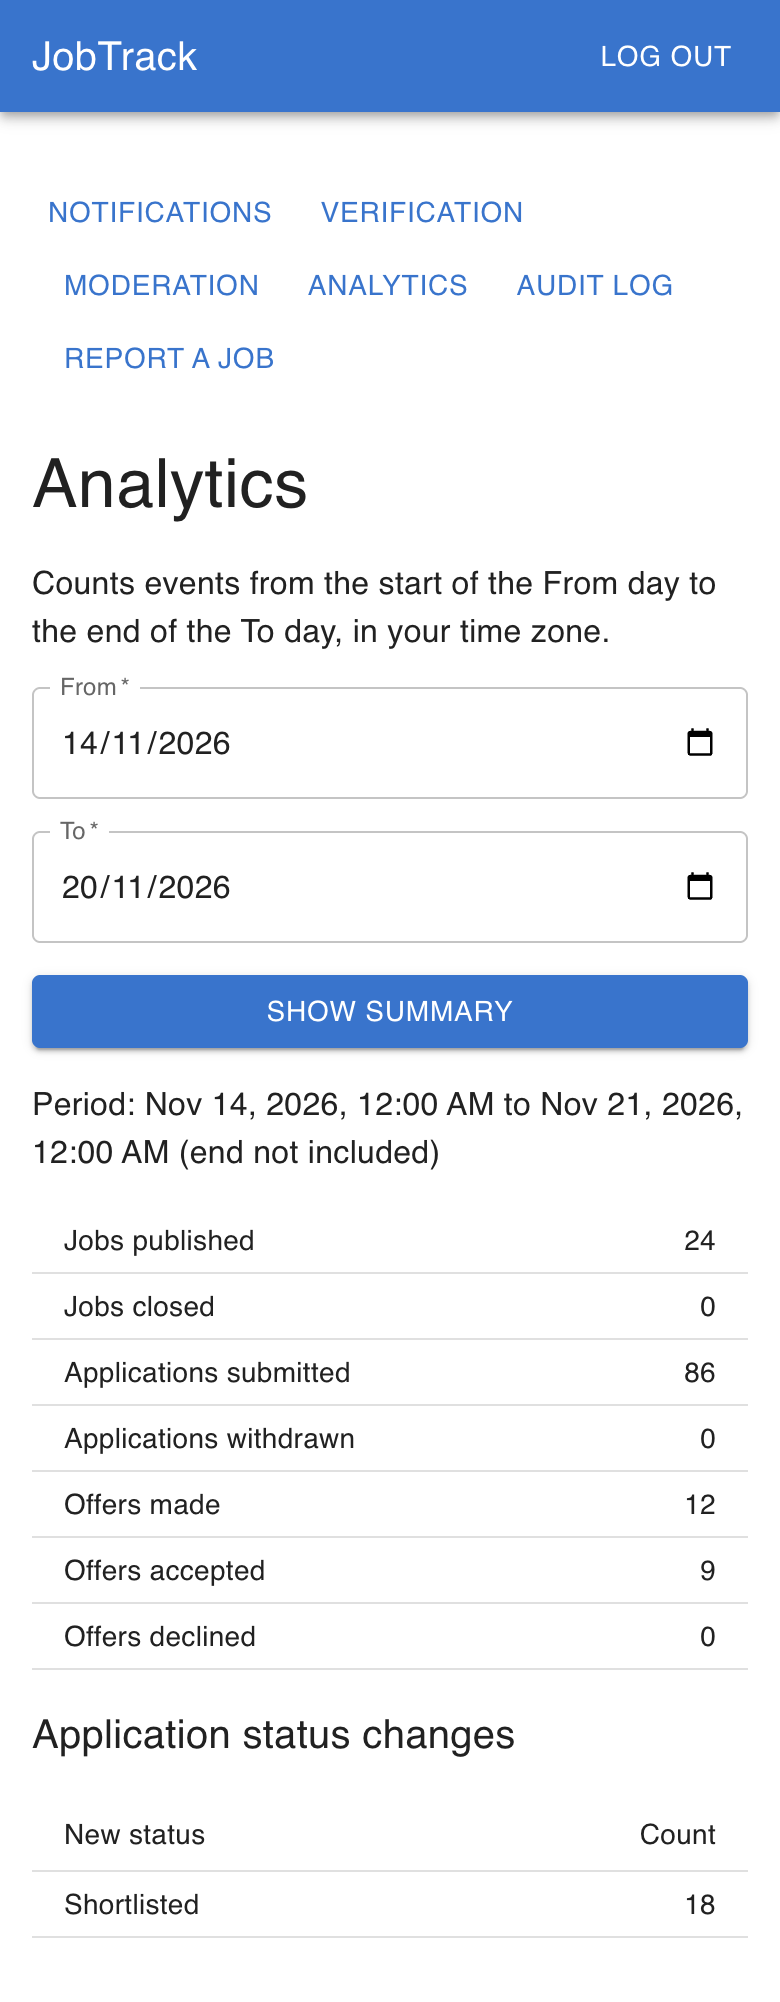 JobTrack LOG OUT
NOTIFICATIONS VERIFICATION
MODERATION ANALYTICS AUDIT LOG
REPORT A JOB
Analytics
Counts events from the start of the From day to
the end of the To day, in your time zone.
From *
14/11/2026
To *
20/11/2026
SHOW SUMMARY
Period: Nov 14, 2026, 12:00 AM to Nov 21, 2026,
12:00 AM (end not included)
Jobs published 24
Jobs closed 0
Applications submitted 86
Applications withdrawn 0
Offers made 12
Offers accepted 9
Offers declined 0
Application status changes
New status Count
Shortlisted 18